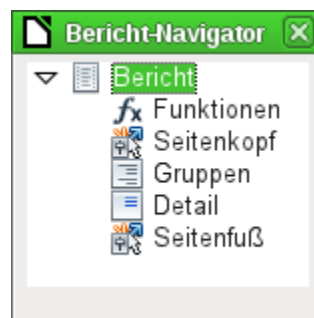 Bericht-Navigator
Bericht
Funktionen
Seitenkopf
Gruppen
Detail
Seitenfuß